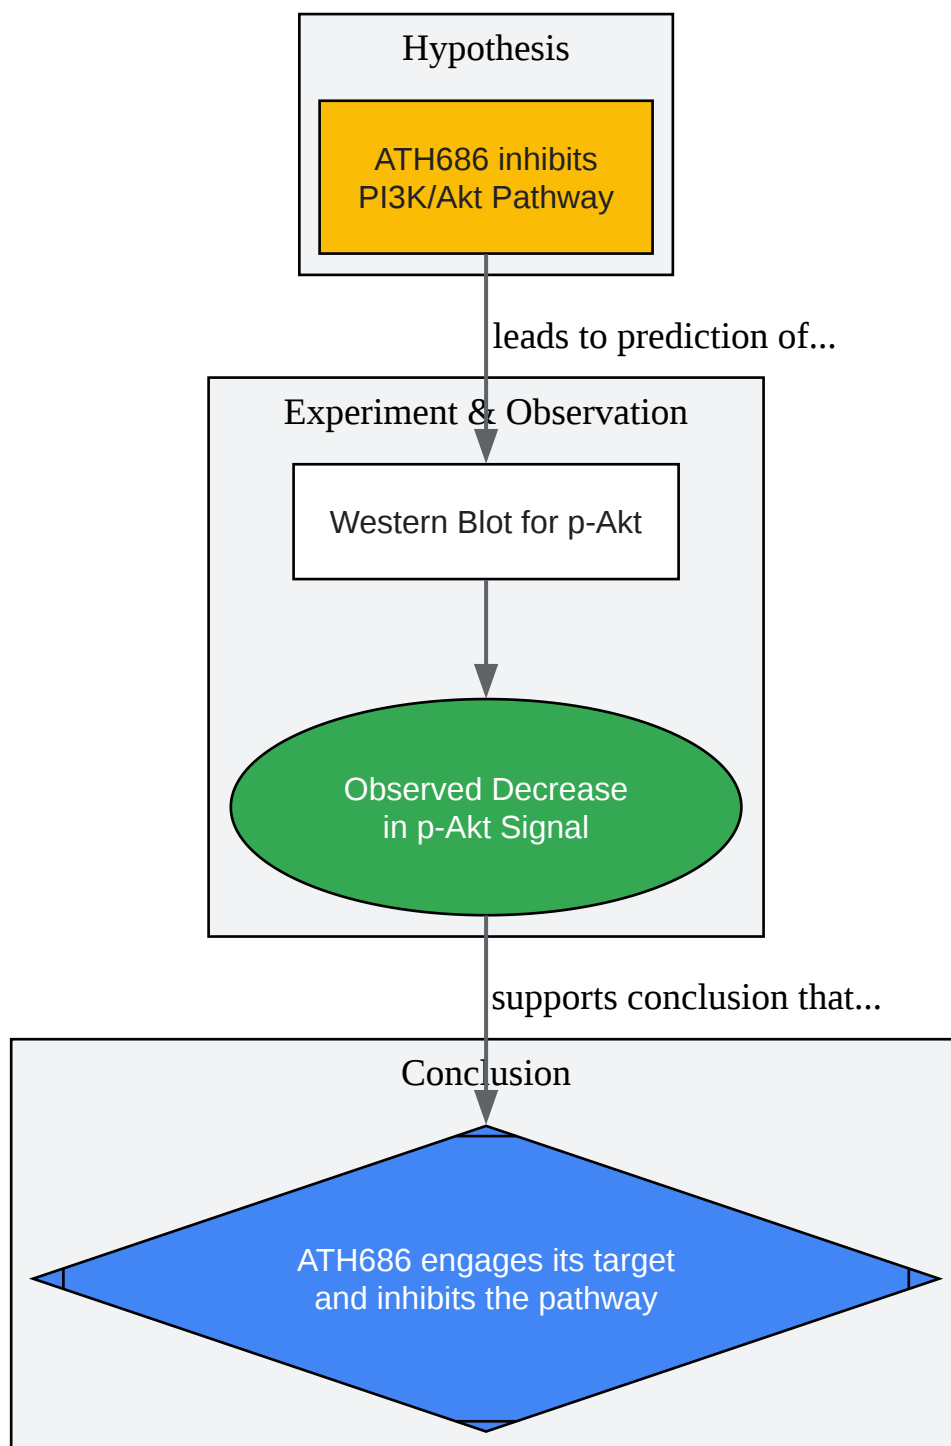 Hypothesis
ATH686 inhibits
PI3K/Akt Pathway
leads to prediction of...
Experiment & Observation
Western Blot for p-Akt
Observed Decrease
in p-Akt Signal
supports conclusion that...
Conclusion
ATH686 engages its target
and inhibits the pathway